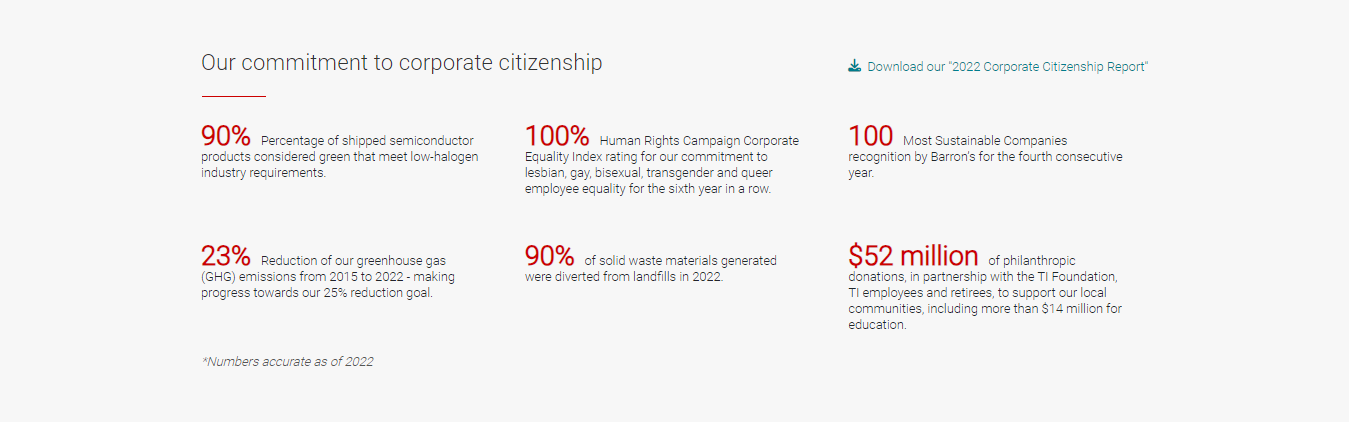 Our commitment to corporate citizenship
Download our "2022 Corporate Citizenship Report"
90% Percentage of shipped semiconductor
products considered green that meet low-halogen
industry requirements.
100% Human Rights Campaign Corporate
Equality Index rating for our commitment to
lesbian, gay, bisexual, transgender and queer
employee equality for the sixth year in a row.
100 Most Sustainable Companies
recognition by Barron's for the fourth consecutive
year.
23% Reduction of our greenhouse gas
(GHG) emissions from 2015 to 2022 - making
progress towards our 25% reduction goal.
90% of solid waste materials generated
were diverted from landfills in 2022.
$52 million of philanthropic
donations, in partnership with the TI Foundation,
TI employees and retirees, to support our local
communities, including more than $14 million for
education.
*Numbers accurate as of 2022